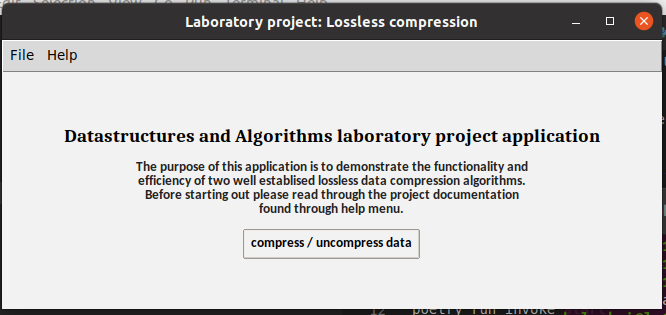 Laboratory project: Lossless compression
File Help
Datastructures and Algorithms laboratory project application
The purpose of this application is to demonstrate the functionality and
efficiency of two well establised lossless data compression algorithms.
Before starting out please read through the project documentation
found through help menu.
compress / uncompress data
12 poetry run invoke